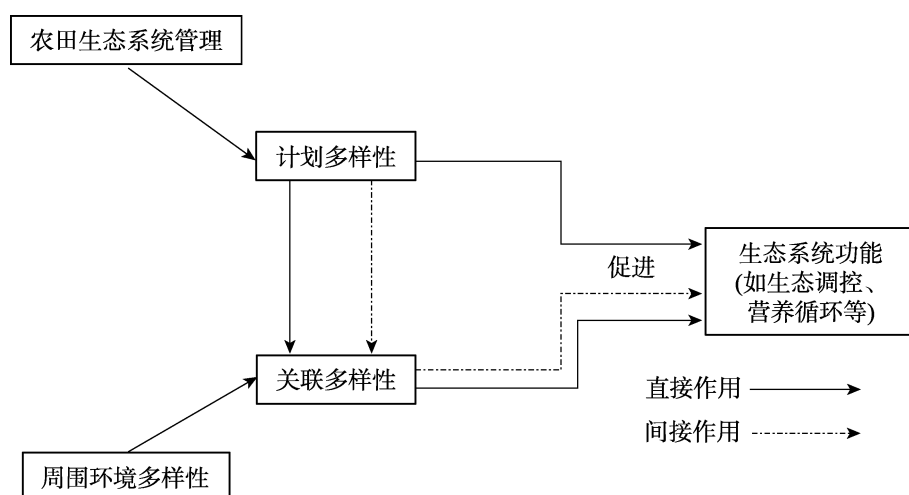 农田生态系统管理
计划多样性
促进
生态系统功能
(如生态调控、
营养循环等)
关联多样性
直接作用
间接作用
周围环境多样性